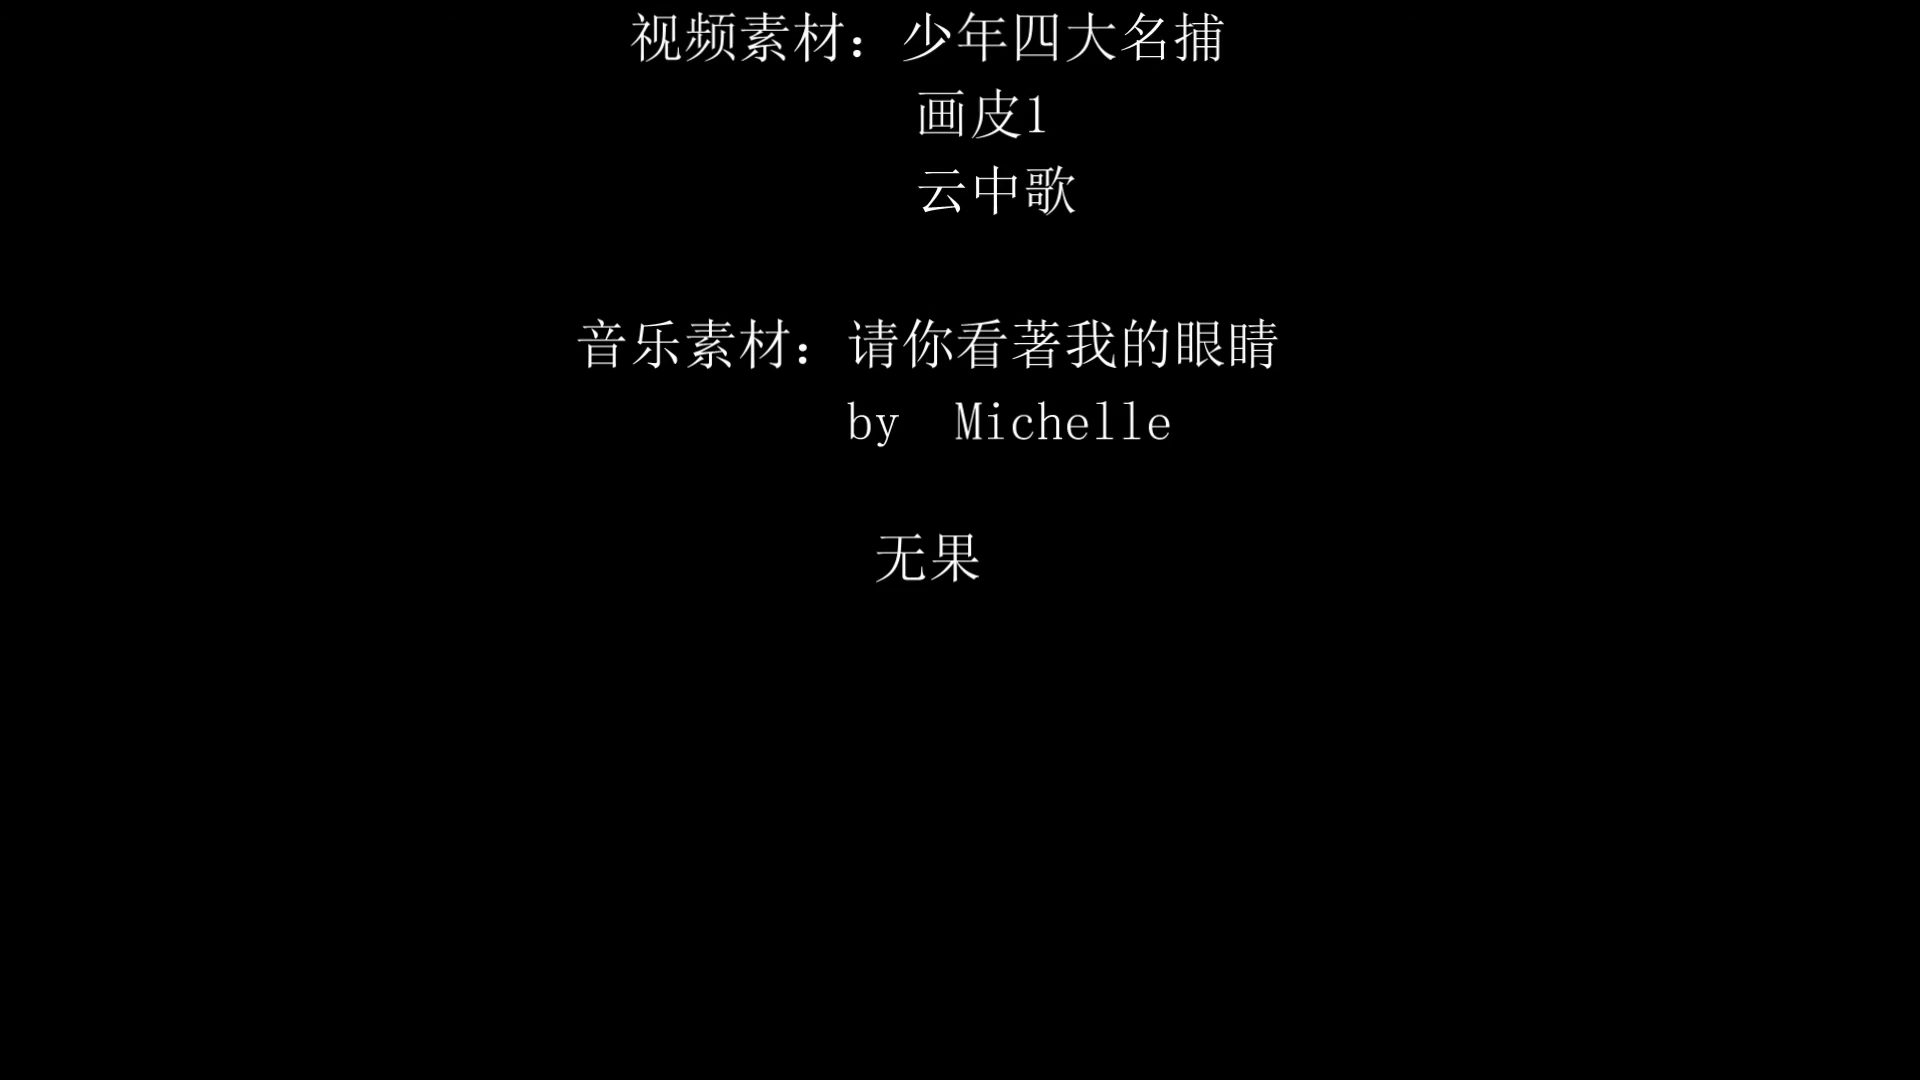 视频素材：少年四大名捕
画皮1
云中歌
音乐素材：请你看著我的眼睛
by Michelle
无果